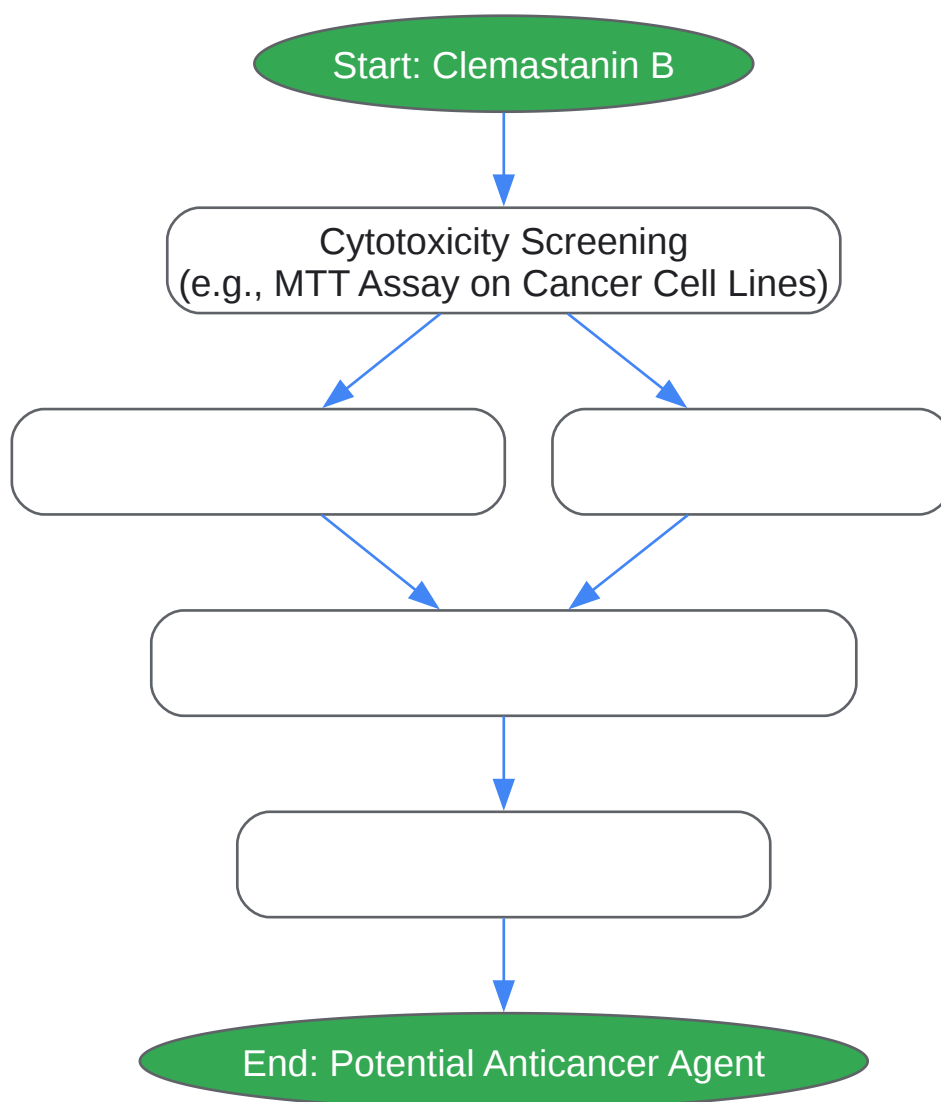 Start: Clemastanin B
Cytotoxicity Screening
(e.g., MTT Assay on Cancer Cell Lines)
End: Potential Anticancer Agent